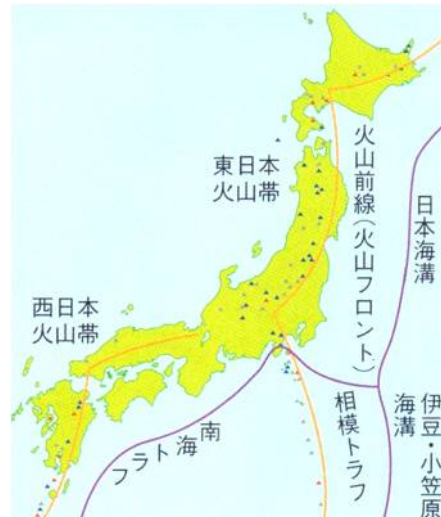 東日本
火山帯
火山前線（火山フロント）
日本海溝
西日本
火山帯
南海トラフ
相模トラフ
伊豆・小笠原
海溝